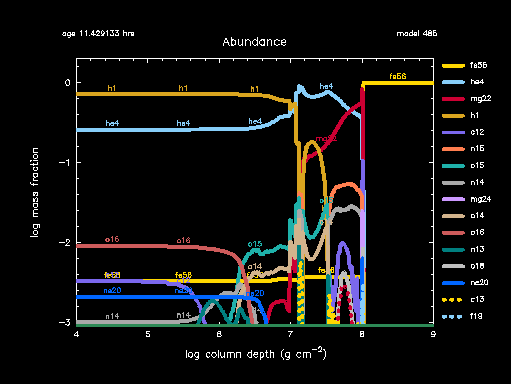 age 11.429133 hrs
model 486
Abundance
0
-1
-2
-3
4
5
6
7
8
9
log mass fraction
log column depth (g cm⁻²)
h1
h1
h1
he4
he4
he4
he4
mg22
fe56
o16
o16
o15
o14
fe56
fe56
ne20
n14
n14
fe56
he4
mg22
h1
c12
n15
o15
n14
mg24
o14
o16
n13
o18
ne20
c13
f19